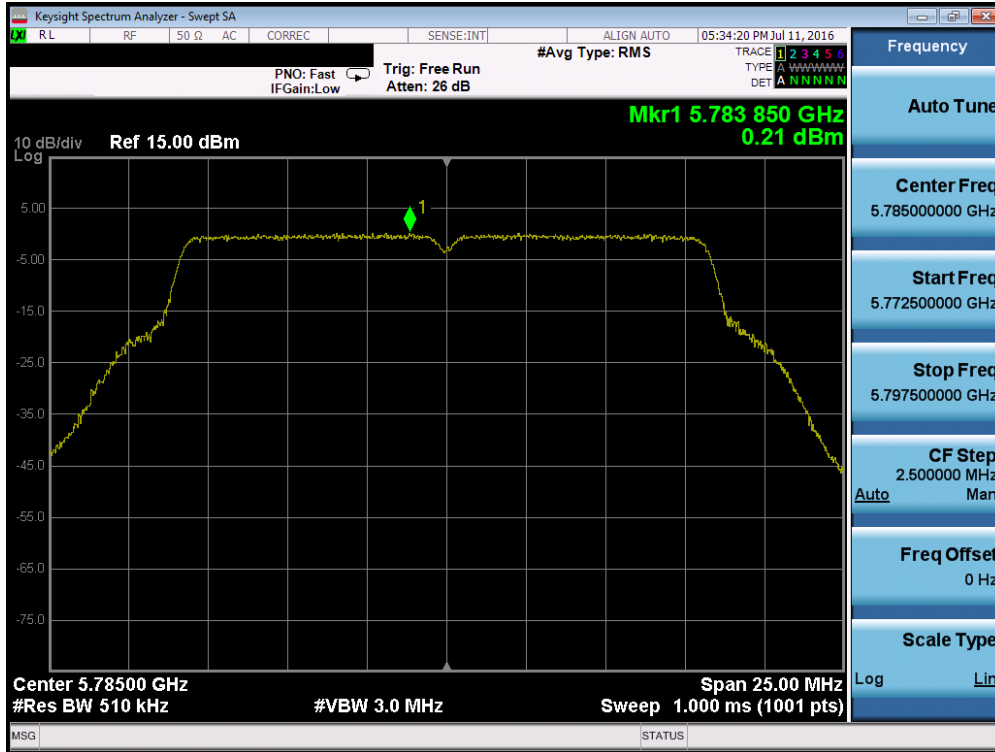 Keysight Spectrum Analyzer - Swept SA
LXI RL RF 50 Ω AC CORREC SENSE:INT ALIGN AUTO 05:34:20 PM Jul 11, 2016
#Avg Type: RMS
TRACE 1 2 3 4 5 6
TYPE A WWWWW
DET A N N N N N
PNO: Fast
IFGain:Low
Trig: Free Run
Atten: 26 dB
Mkr1 5.783 850 GHz
0.21 dBm
10 dB/div Ref 15.00 dBm
Log
5.00
-5.00
-15.0
-25.0
-35.0
-45.0
-55.0
-65.0
-75.0
1
Center 5.78500 GHz
Span 25.00 MHz
#Res BW 510 kHz
#VBW 3.0 MHz
Sweep 1.000 ms (1001 pts)
MSG
STATUS
Frequency
Auto Tune
Center Freq
5.785000000 GHz
Start Freq
5.772500000 GHz
Stop Freq
5.797500000 GHz
CF Step
2.500000 MHz
Auto Man
Freq Offset
0 Hz
Scale Type
Log Lin